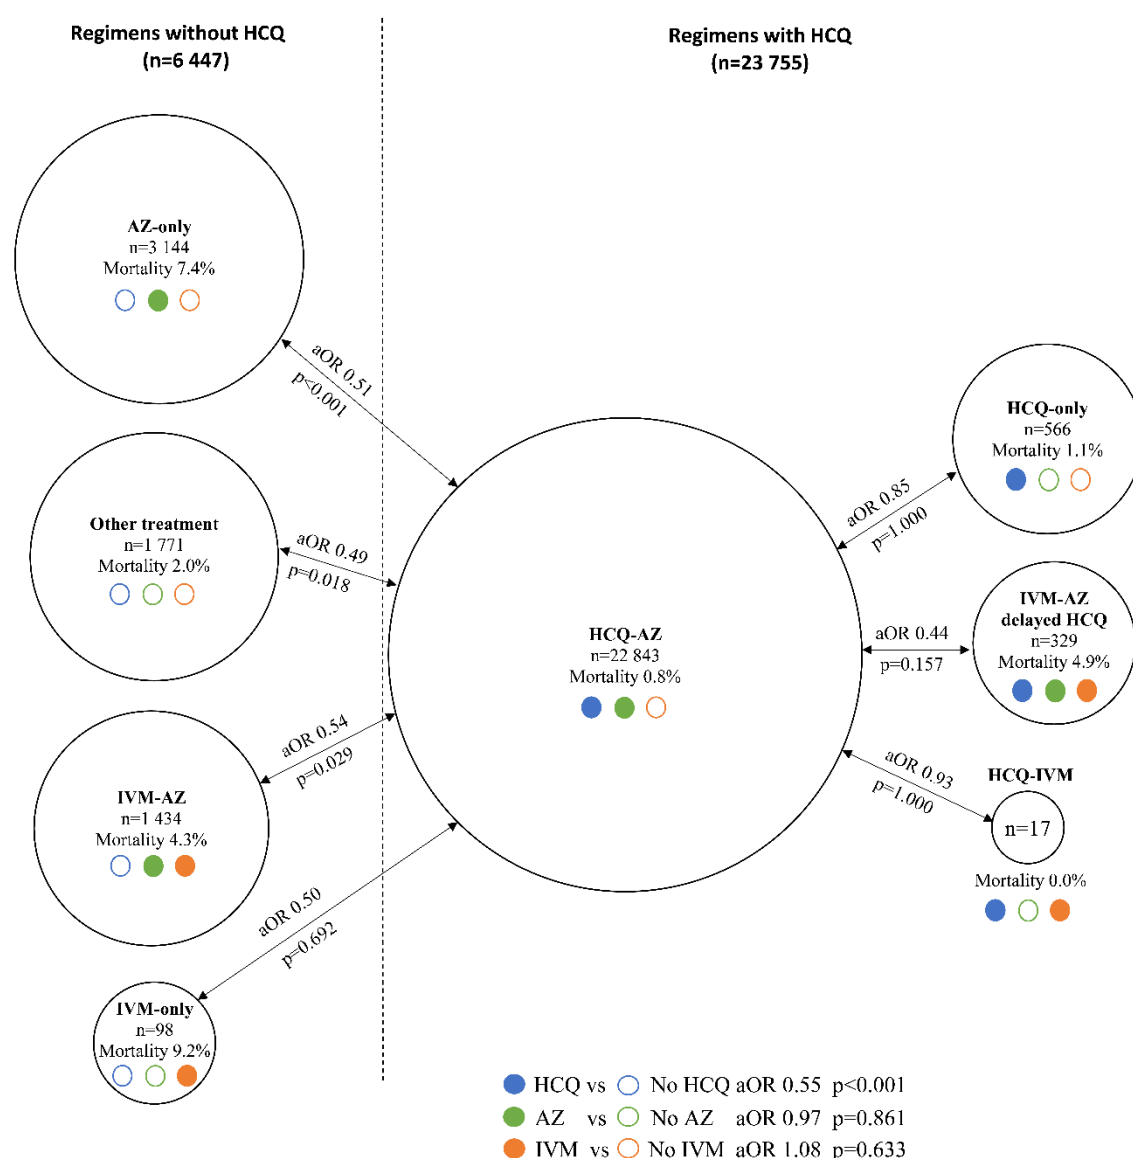 Regimens without HCQ
(n=6 447)
Regimens with HCQ
(n=23 755)
AZ-only
n=3 144
Mortality 7.4%
aOR 0.51
p<0.001
Other treatment
n=1 771
Mortality 2.0%
aOR 0.49
p=0.018
IVM-AZ
n=1 434
Mortality 4.3%
aOR 0.54
p=0.029
IVM-only
n=98
Mortality 9.2%
aOR 0.50
p=0.692
HCQ-AZ
n=22 843
Mortality 0.8%
HCQ-only
n=566
Mortality 1.1%
aOR 0.85
p=1.000
IVM-AZ
delayed HCQ
n=329
Mortality 4.9%
aOR 0.44
p=0.157
HCQ-IVM
n=17
Mortality 0.0%
aOR 0.93
p=1.000
HCQ vs No HCQ aOR 0.55 p<0.001
AZ vs No AZ aOR 0.97 p=0.861
IVM vs No IVM aOR 1.08 p=0.633